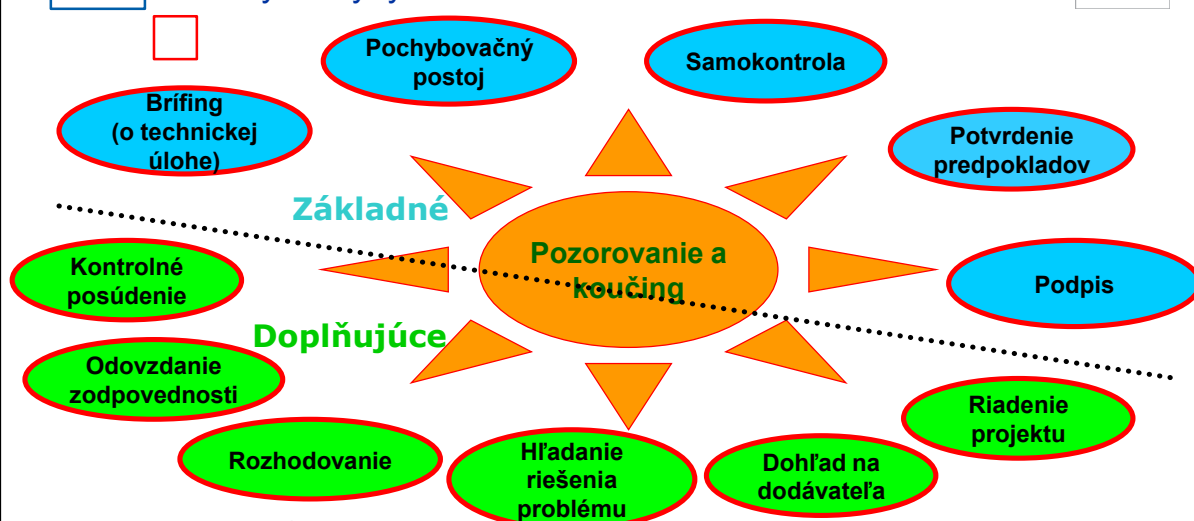 Pochybovačný
postoj
Samokontrola
Brífing
(o technickej
úlohe)
Potvrdenie
predpokladov
Základné
Pozorovanie a
koučing
Kontrolné
posúdenie
Podpis
Doplňujúce
Odovzdanie
zodpovednosti
Riadenie
projektu
Rozhodovanie
Hľadanie
riešenia
problému
Dohľad na
dodávateľa